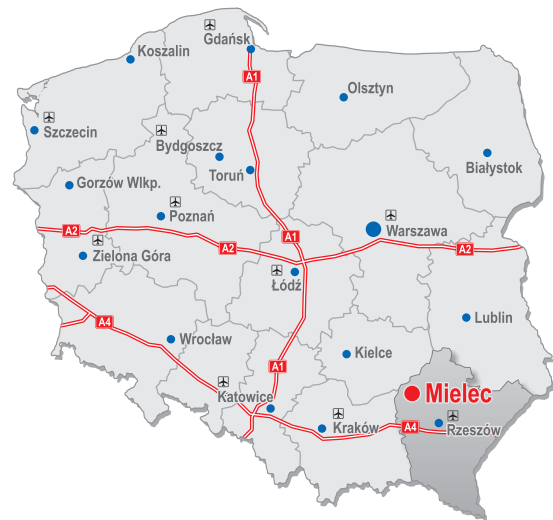 Gdańsk
Koszalin
A1
Olsztyn
Szczecin
Bydgoszcz
Białystok
Toruń
Gorzów Wlkp.
Poznań
A2
A1
Warszawa
A2
A2
Zielona Góra
Łódź
A4
Lublin
Wrocław
Kielce
A1
Katowice
Mielec
Kraków
A4
Rzeszów